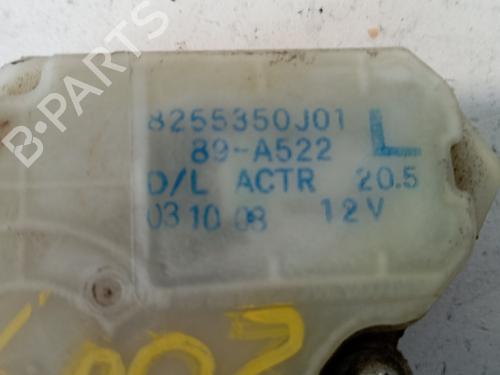 8255350J01
89-A522 L
D/L ACTR 20.5
03 10 08 12V
B-PARTS